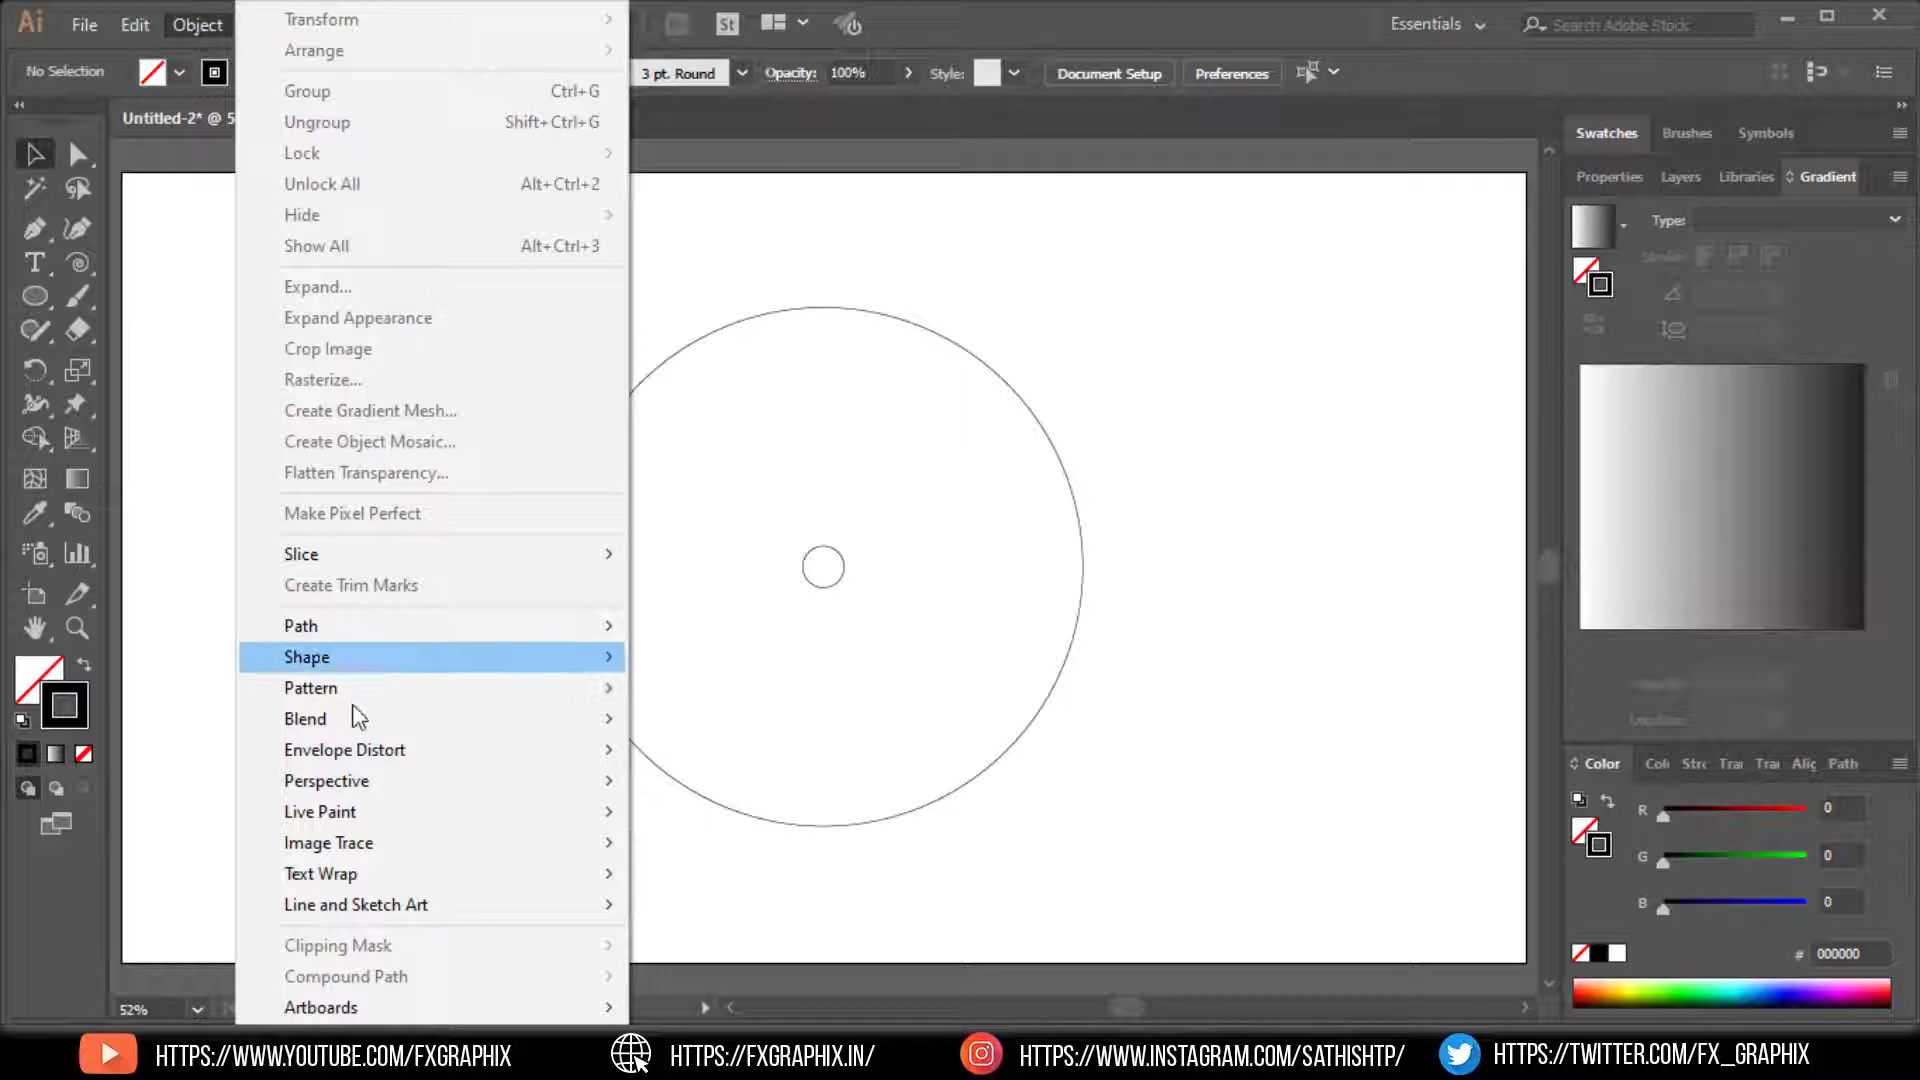 Ai File Edit Object St Essentials Search Adobe Stock
No Selection 3 pt. Round Opacity: 100% Style: Document Setup Preferences
Untitled-2* @ 5
Transform
Arrange
Group Ctrl+G
Ungroup Shift+Ctrl+G
Lock
Unlock All Alt+Ctrl+2
Hide
Show All Alt+Ctrl+3
Expand...
Expand Appearance
Crop Image
Rasterize...
Create Gradient Mesh...
Create Object Mosaic...
Flatten Transparency...
Make Pixel Perfect
Slice
Create Trim Marks
Path
Shape
Pattern
Blend
Envelope Distort
Perspective
Live Paint
Image Trace
Text Wrap
Line and Sketch Art
Clipping Mask
Compound Path
Artboards
52%
Swatches Brushes Symbols
Properties Layers Libraries Gradient
Type:
Stroke:
Color Col Stro Tra Tra Alig Path
R 0
G 0
B 0
# 000000
HTTPS://WWW.YOUTUBE.COM/FXGRAPHIX HTTPS://FXGRAPHIX.IN/ HTTPS://WWW.INSTAGRAM.COM/SATHISHTP/ HTTPS://TWITTER.COM/FX_GRAPHIX